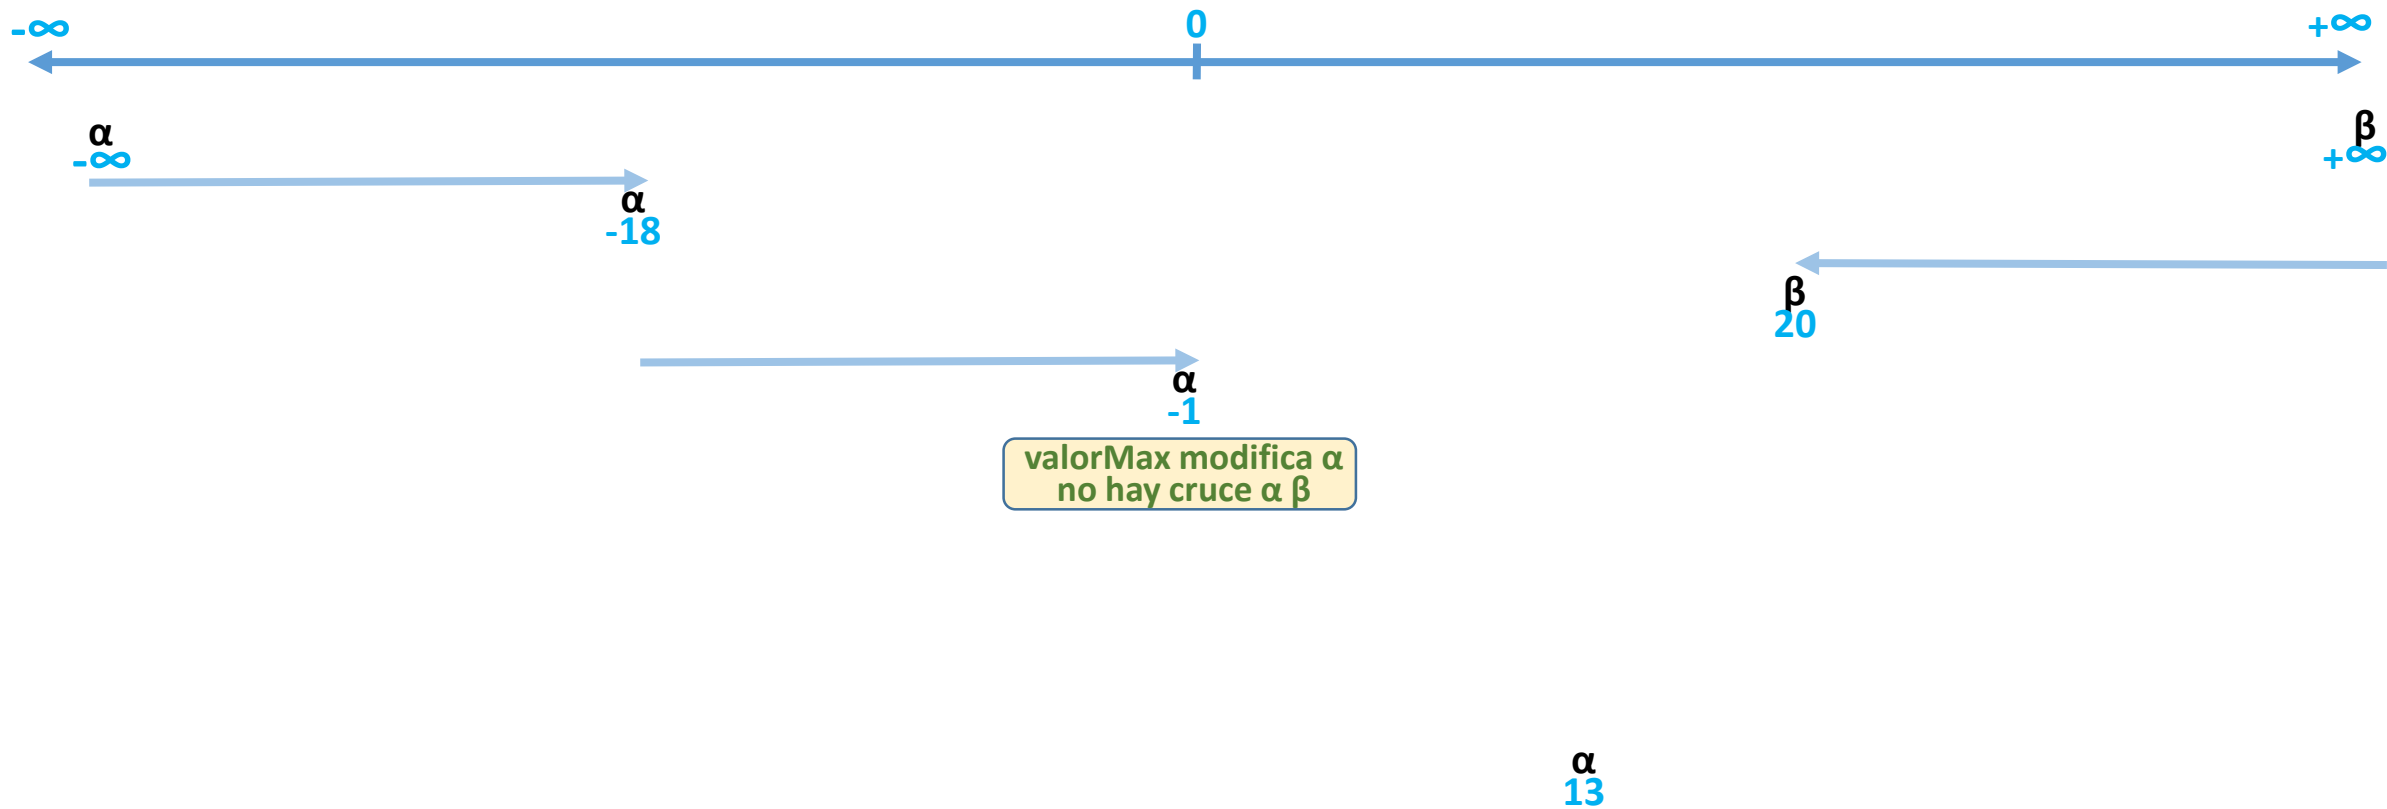 -∞ 0 +∞
α β
-∞ +∞
α
-18
β
20
α
-1
valorMax modifica α
no hay cruce α β
α
13